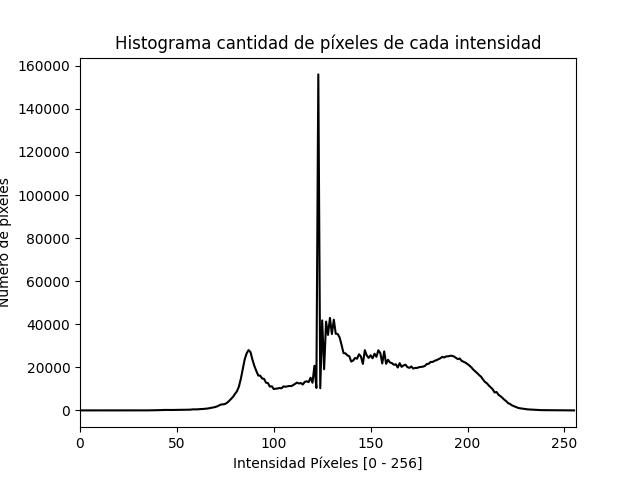 Histograma cantidad de píxeles de cada intensidad
160000
140000
120000
100000
80000
60000
40000
20000
0
Número de píxeles
0 50 100 150 200 250
Intensidad Píxeles [0 - 256]